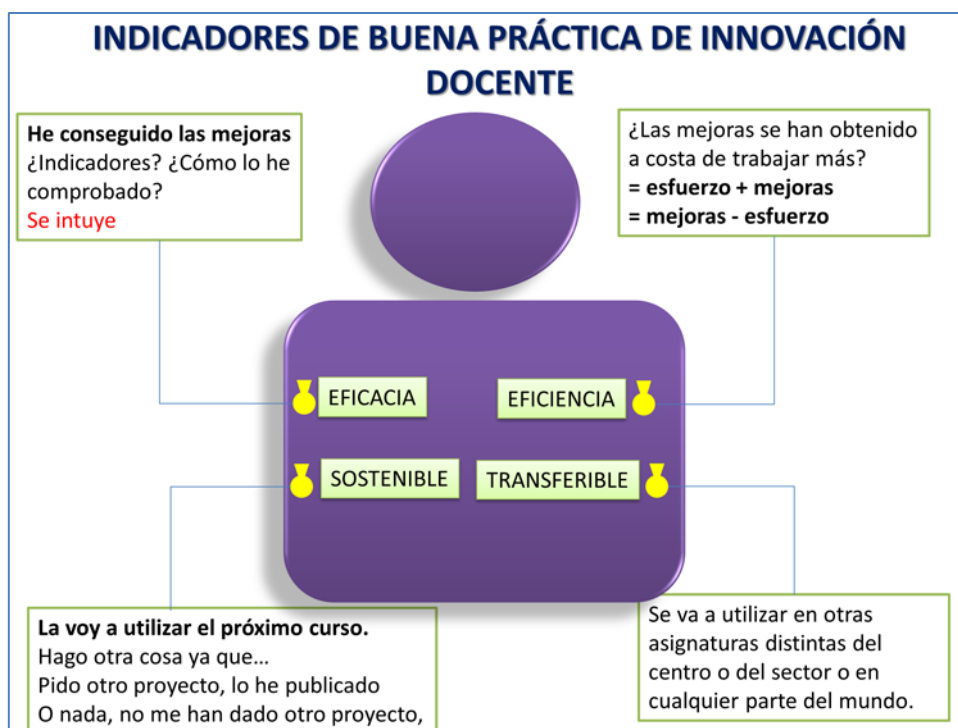 INDICADORES DE BUENA PRÁCTICA DE INNOVACIÓN
DOCENTE
He conseguido las mejoras
¿Indicadores? ¿Cómo lo he
comprobado?
Se intuye
¿Las mejoras se han obtenido
a costa de trabajar más?
= esfuerzo + mejoras
= mejoras - esfuerzo
EFICACIA
EFICIENCIA
SOSTENIBLE
TRANSFERIBLE
La voy a utilizar el próximo curso.
Hago otra cosa ya que…
Pido otro proyecto, lo he publicado
O nada, no me han dado otro proyecto,
Se va a utilizar en otras
asignaturas distintas del
centro o del sector o en
cualquier parte del mundo.